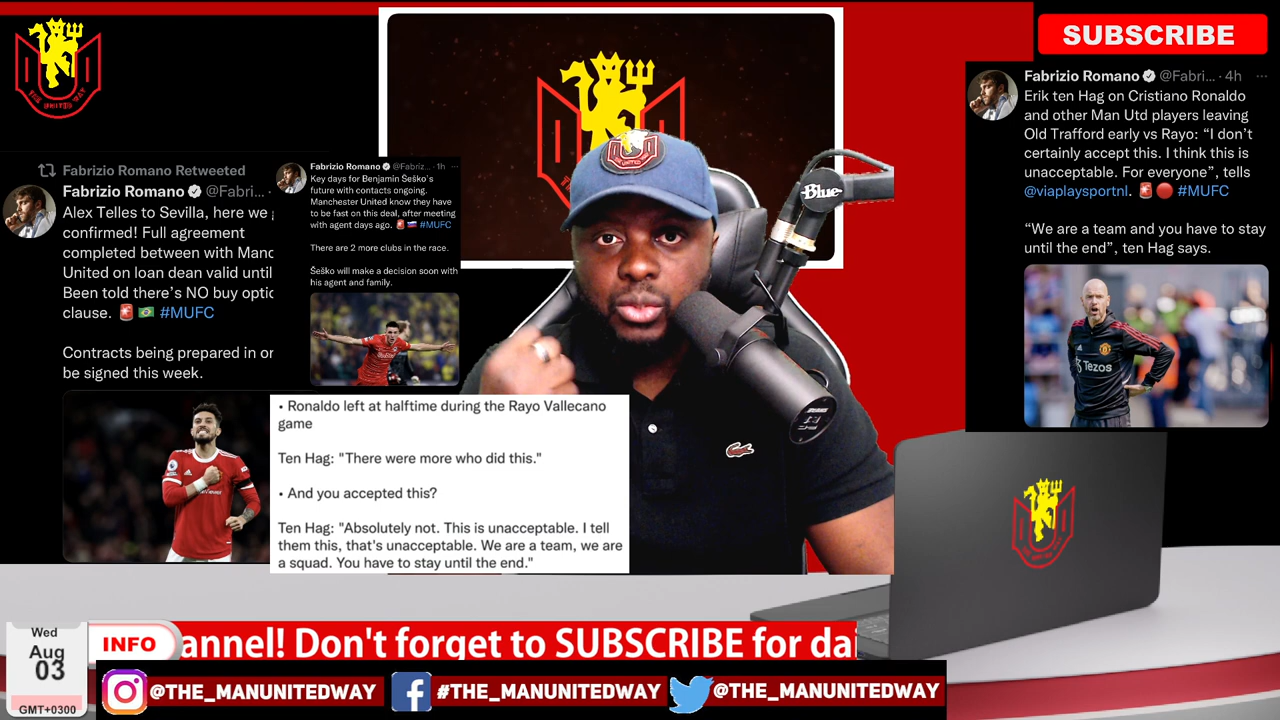 SUBSCRIBE
Fabrizio Romano @Fabri... · 4h
Erik ten Hag on Cristiano Ronaldo
and other Man Utd players leaving
Old Trafford early vs Rayo: “I don’t
certainly accept this. I think this is
unacceptable. For everyone”, tells
@viaplaysportnl. #MUFC
“We are a team and you have to stay
until the end”, ten Hag says.
Tezos
Fabrizio Romano Retweeted
Fabrizio Romano @Fabri... ·
Alex Telles to Sevilla, here we
confirmed! Full agreement
completed between with Manc
United on loan dean valid until
Been told there’s NO buy optic
clause. #MUFC
Contracts being prepared in or
be signed this week.
Fabrizio Romano @Fabriz... · 1h
Key days for Benjamin Šeško's
future with contacts ongoing.
Manchester United know they have
to be fast on this deal, after meeting
with agent days ago. #MUFC
There are 2 more clubs in the race.
Šeško will make a decision soon with
his agent and family.
Blue
• Ronaldo left at halftime during the Rayo Vallecano
game
Ten Hag: "There were more who did this."
• And you accepted this?
Ten Hag: "Absolutely not. This is unacceptable. I tell
them this, that's unacceptable. We are a team, we are
a squad. You have to stay until the end."
Wed
Aug
03
GMT+0300
INFO
annel! Don't forget to SUBSCRIBE for dai
@THE_MANUNITEDWAY
#THE_MANUNITEDWAY
@THE_MANUNITEDWAY